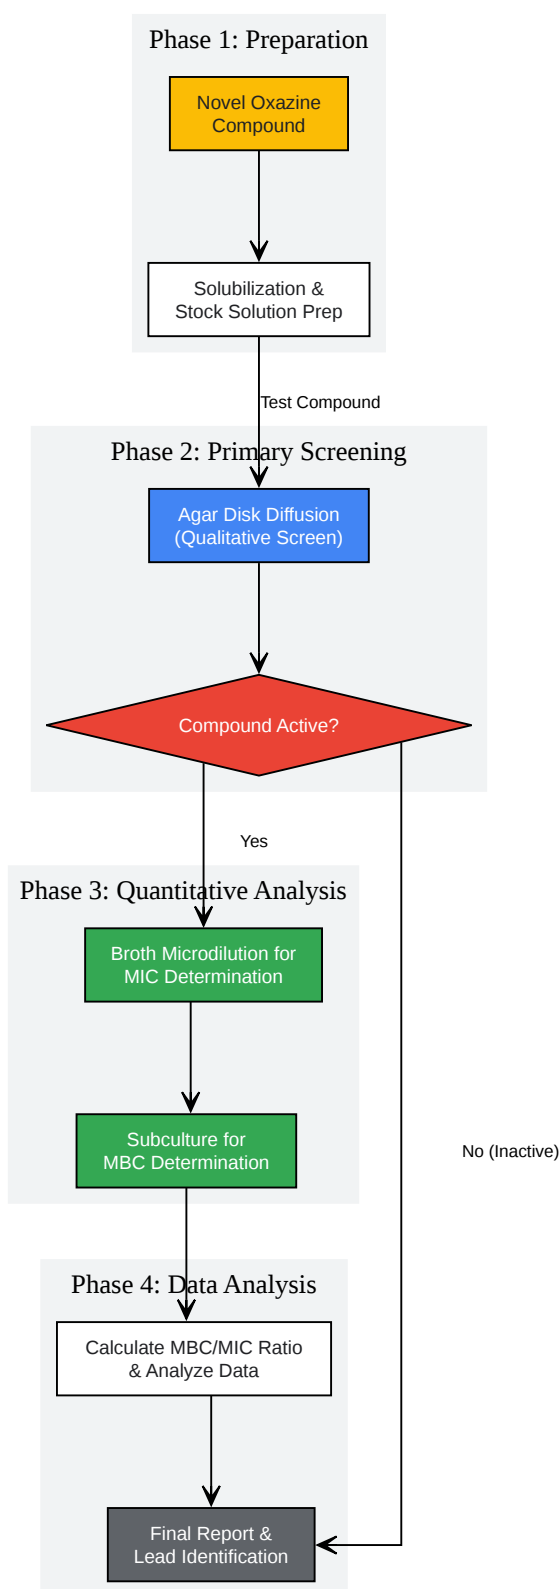 Phase 1: Preparation
Novel Oxazine
Compound
Solubilization &
Stock Solution Prep
Test Compound
Phase 2: Primary Screening
Agar Disk Diffusion
(Qualitative Screen)
Compound Active?
Yes
Phase 3: Quantitative Analysis
Broth Microdilution for
MIC Determination
Subculture for
MBC Determination
No (Inactive)
Phase 4: Data Analysis
Calculate MBC/MIC Ratio
& Analyze Data
Final Report &
Lead Identification